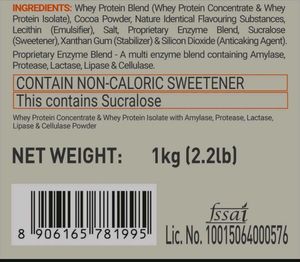 INGREDIENTS: Whey Protein Blend (Whey Protein Concentrate & Whey
Protein Isolate), Cocoa Powder, Nature Identical Flavouring Substances,
Lecithin (Emulsifier), Salt, Proprietary Enzyme Blend, Sucralose
(Sweetener), Xanthan Gum (Stabilizer) & Silicon Dioxide (Anticaking Agent).
Proprietary Enzyme Blend - A multi enzyme blend containing Amylase,
Protease, Lactase, Lipase & Cellulase.
CONTAIN NON-CALORIC SWEETENER
This contains Sucralose
Whey Protein Concentrate & Whey Protein Isolate with Amylase, Protease, Lactase,
Lipase & Cellulase Powder
NET WEIGHT: 1kg (2.2lb)
fssai
8 906165 781995
Lic. No. 10015064000576